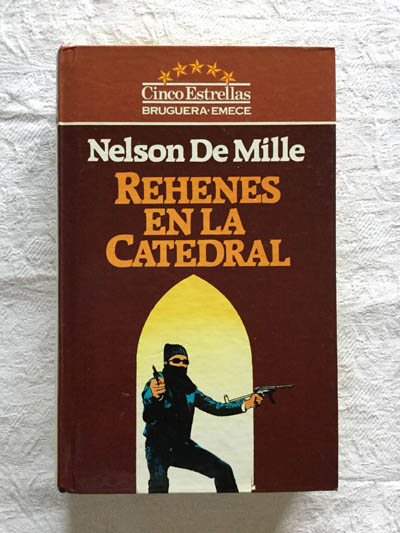 Cinco Estrellas
BRUGUERA·EMECE
Nelson De Mille
REHENES
EN LA
CATEDRAL